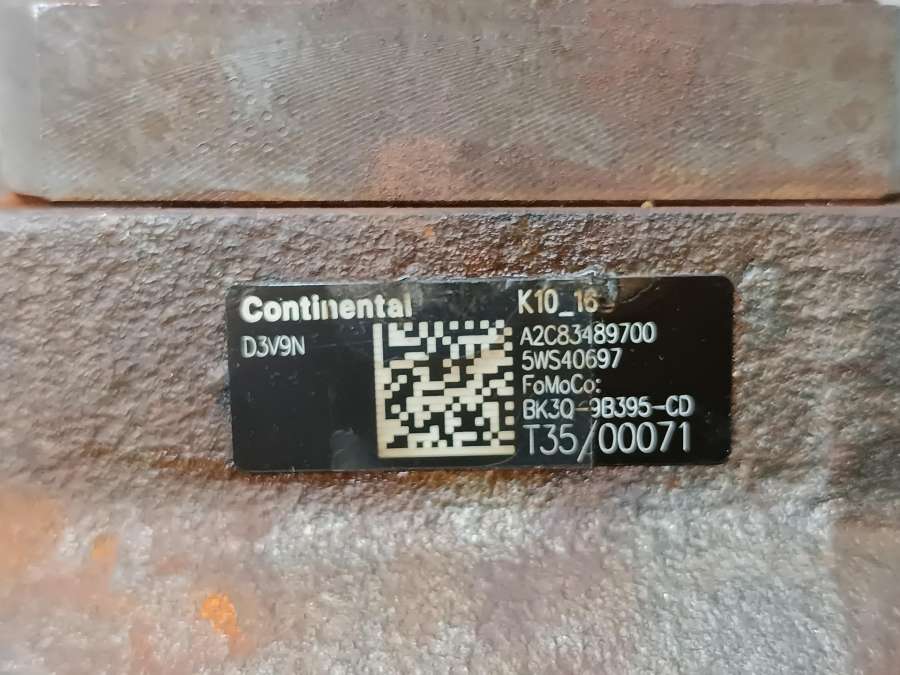 Continental
D3V9N
K10_16
A2C83489700
5WS40697
FoMoCo:
BK3Q-9B395-CD
T35/00071